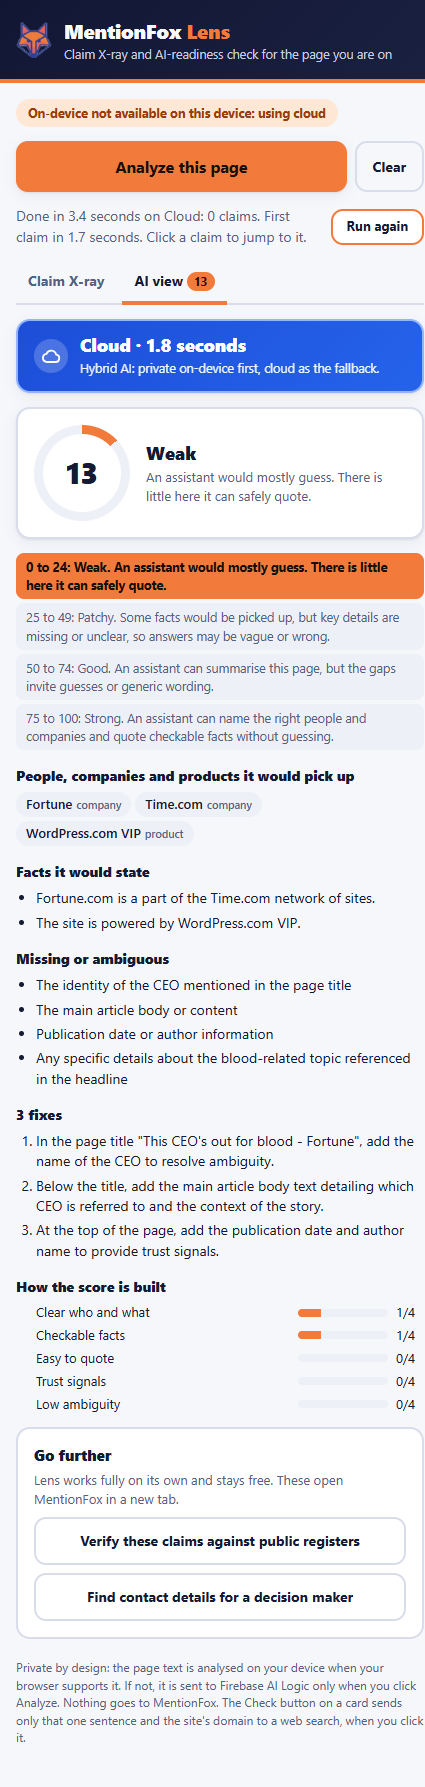 MentionFox Lens
Claim X-ray and AI-readiness check for the page you are on
On-device not available on this device: using cloud
Analyze this page
Clear
Done in 3.4 seconds on Cloud: 0 claims. First
claim in 1.7 seconds. Click a claim to jump to it.
Run again
Claim X-ray
AI view 13
Cloud · 1.8 seconds
Hybrid AI: private on-device first, cloud as the fallback.
13
Weak
An assistant would mostly guess. There is
little here it can safely quote.
0 to 24: Weak. An assistant would mostly guess. There is little
here it can safely quote.
25 to 49: Patchy. Some facts would be picked up, but key details are
missing or unclear, so answers may be vague or wrong.
50 to 74: Good. An assistant can summarise this page, but the gaps
invite guesses or generic wording.
75 to 100: Strong. An assistant can name the right people and
companies and quote checkable facts without guessing.
People, companies and products it would pick up
Fortune company
Time.com company
WordPress.com VIP product
Facts it would state
• Fortune.com is a part of the Time.com network of sites.
• The site is powered by WordPress.com VIP.
Missing or ambiguous
• The identity of the CEO mentioned in the page title
• The main article body or content
• Publication date or author information
• Any specific details about the blood-related topic referenced
in the headline
3 fixes
1. In the page title "This CEO's out for blood - Fortune", add the
name of the CEO to resolve ambiguity.
2. Below the title, add the main article body text detailing which
CEO is referred to and the context of the story.
3. At the top of the page, add the publication date and author
name to provide trust signals.
How the score is built
Clear who and what 1/4
Checkable facts 1/4
Easy to quote 0/4
Trust signals 0/4
Low ambiguity 0/4
Go further
Lens works fully on its own and stays free. These open
MentionFox in a new tab.
Verify these claims against public registers
Find contact details for a decision maker
Private by design: the page text is analysed on your device when your
browser supports it. If not, it is sent to Firebase AI Logic only when you click
Analyze. Nothing goes to MentionFox. The Check button on a card sends
only that one sentence and the site's domain to a web search, when you click
it.